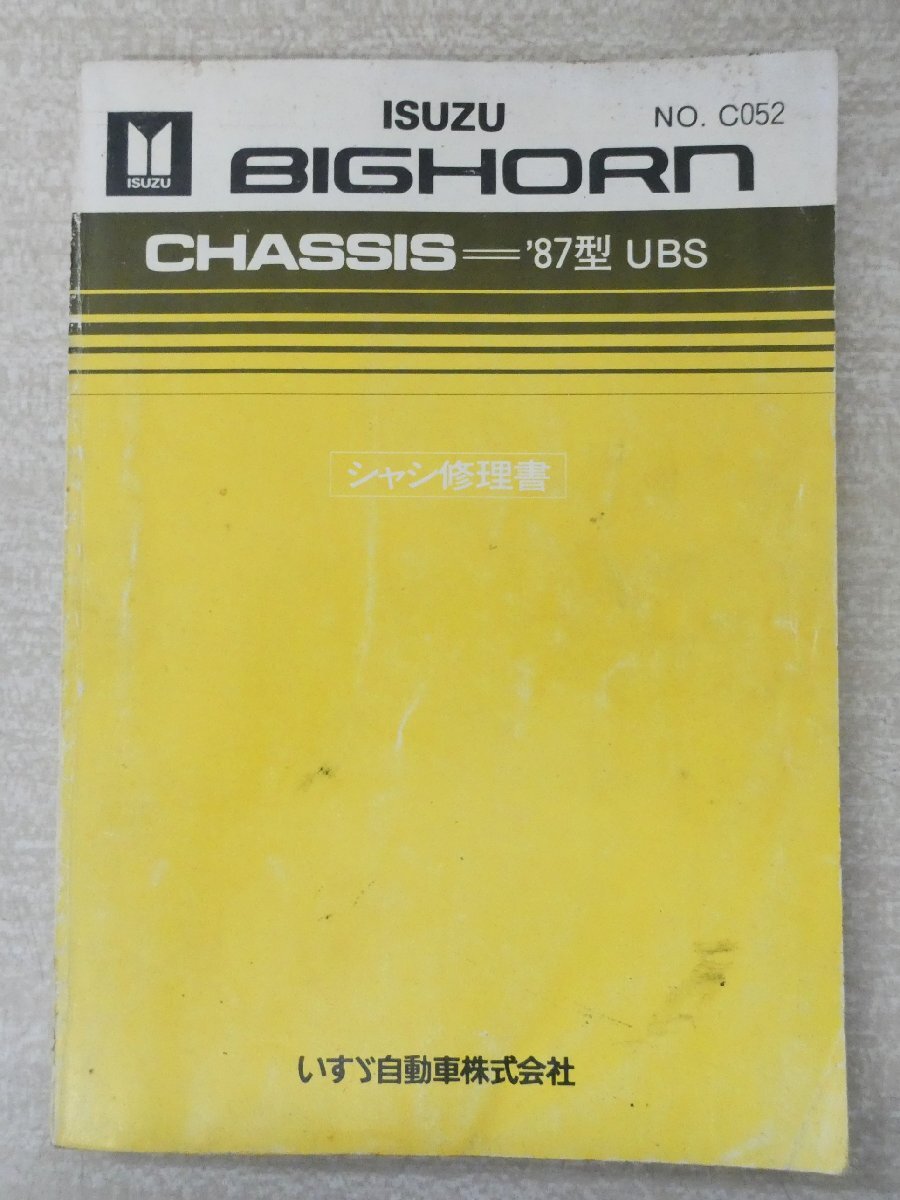 ISUZU
NO. C052
ISUZU
BIGHORN
CHASSIS='87型 UBS
シャシ修理書
いすゞ自動車株式会社